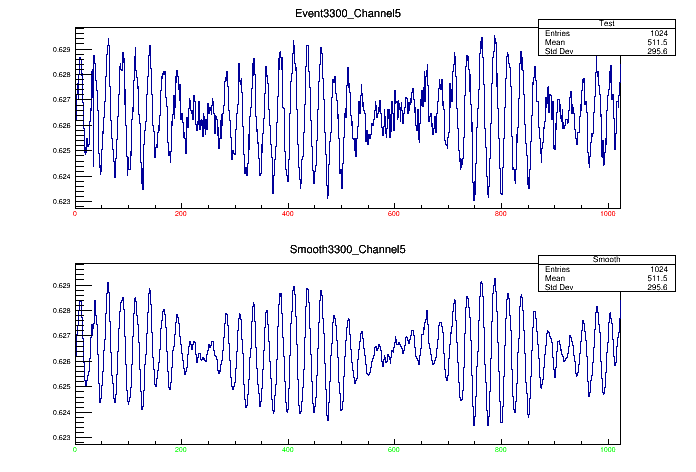 Event3300_Channel5
Test
Entries 1024
Mean 511.5
Std Dev 295.6
0.629
0.628
0.627
0.626
0.625
0.624
0.623
0 200 400 600 800 1000
Smooth3300_Channel5
Smooth
Entries 1024
Mean 511.5
Std Dev 295.6
0.629
0.628
0.627
0.626
0.625
0.624
0.623
0 200 400 600 800 1000